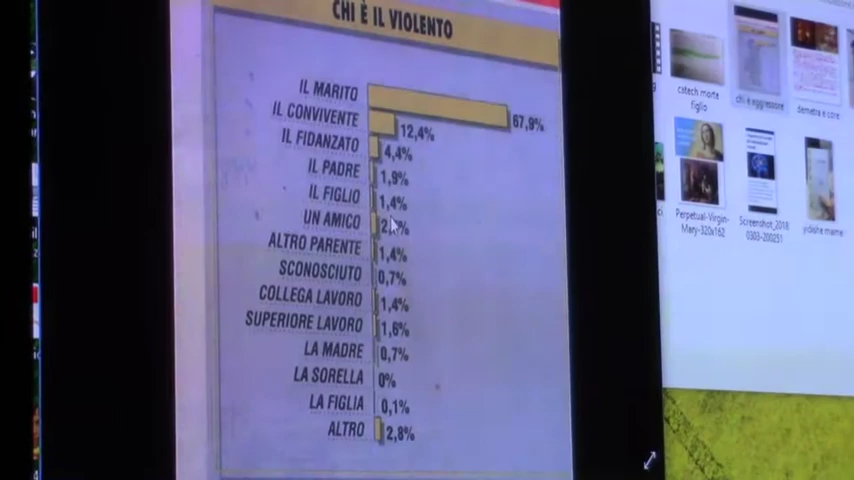 CHI È IL VIOLENTO
IL MARITO 67,9%
IL CONVIVENTE 12,4%
IL FIDANZATO 4,4%
IL PADRE 1,9%
IL FIGLIO 1,4%
UN AMICO
ALTRO PARENTE 1,4%
SCONOSCIUTO 0,7%
COLLEGA LAVORO 1,4%
SUPERIORE LAVORO 1,6%
LA MADRE 0,7%
LA SORELLA 0%
LA FIGLIA 0,1%
ALTRO 2,8%
cstech morte
figlio
chi è aggressore
demetra e core
Perpetual-Virgin-
Mary-320x162
Screenshot_2018
0303-200251
yidishe mame